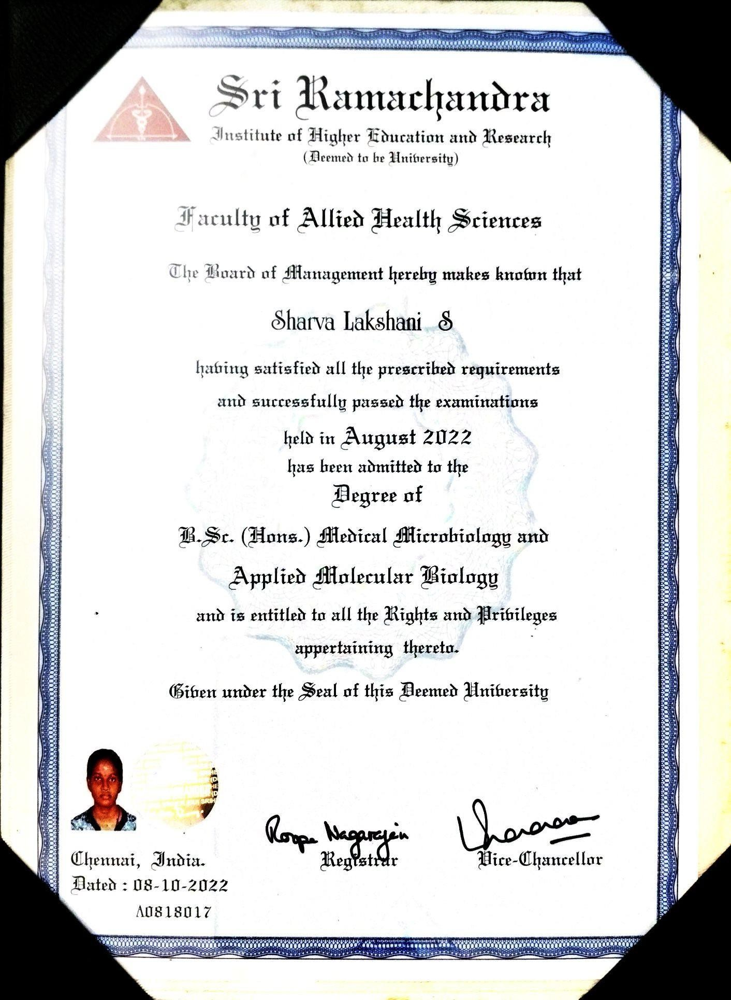 Sri Ramachandra
Institute of Higher Education and Research
(Deemed to be University)
Faculty of Allied Health Sciences
The Board of Management hereby makes known that
Sharva Lakshani S
having satisfied all the prescribed requirements
and successfully passed the examinations
held in August 2022
has been admitted to the
Degree of
B.Sc. (Hons.) Medical Microbiology and
Applied Molecular Biology
and is entitled to all the Rights and Privileges
appertaining thereto.
Given under the Seal of this Deemed University
Roopa Nagarajan
Registrar
Vice-Chancellor
Chennai, India.
Dated : 08-10-2022
A0818017